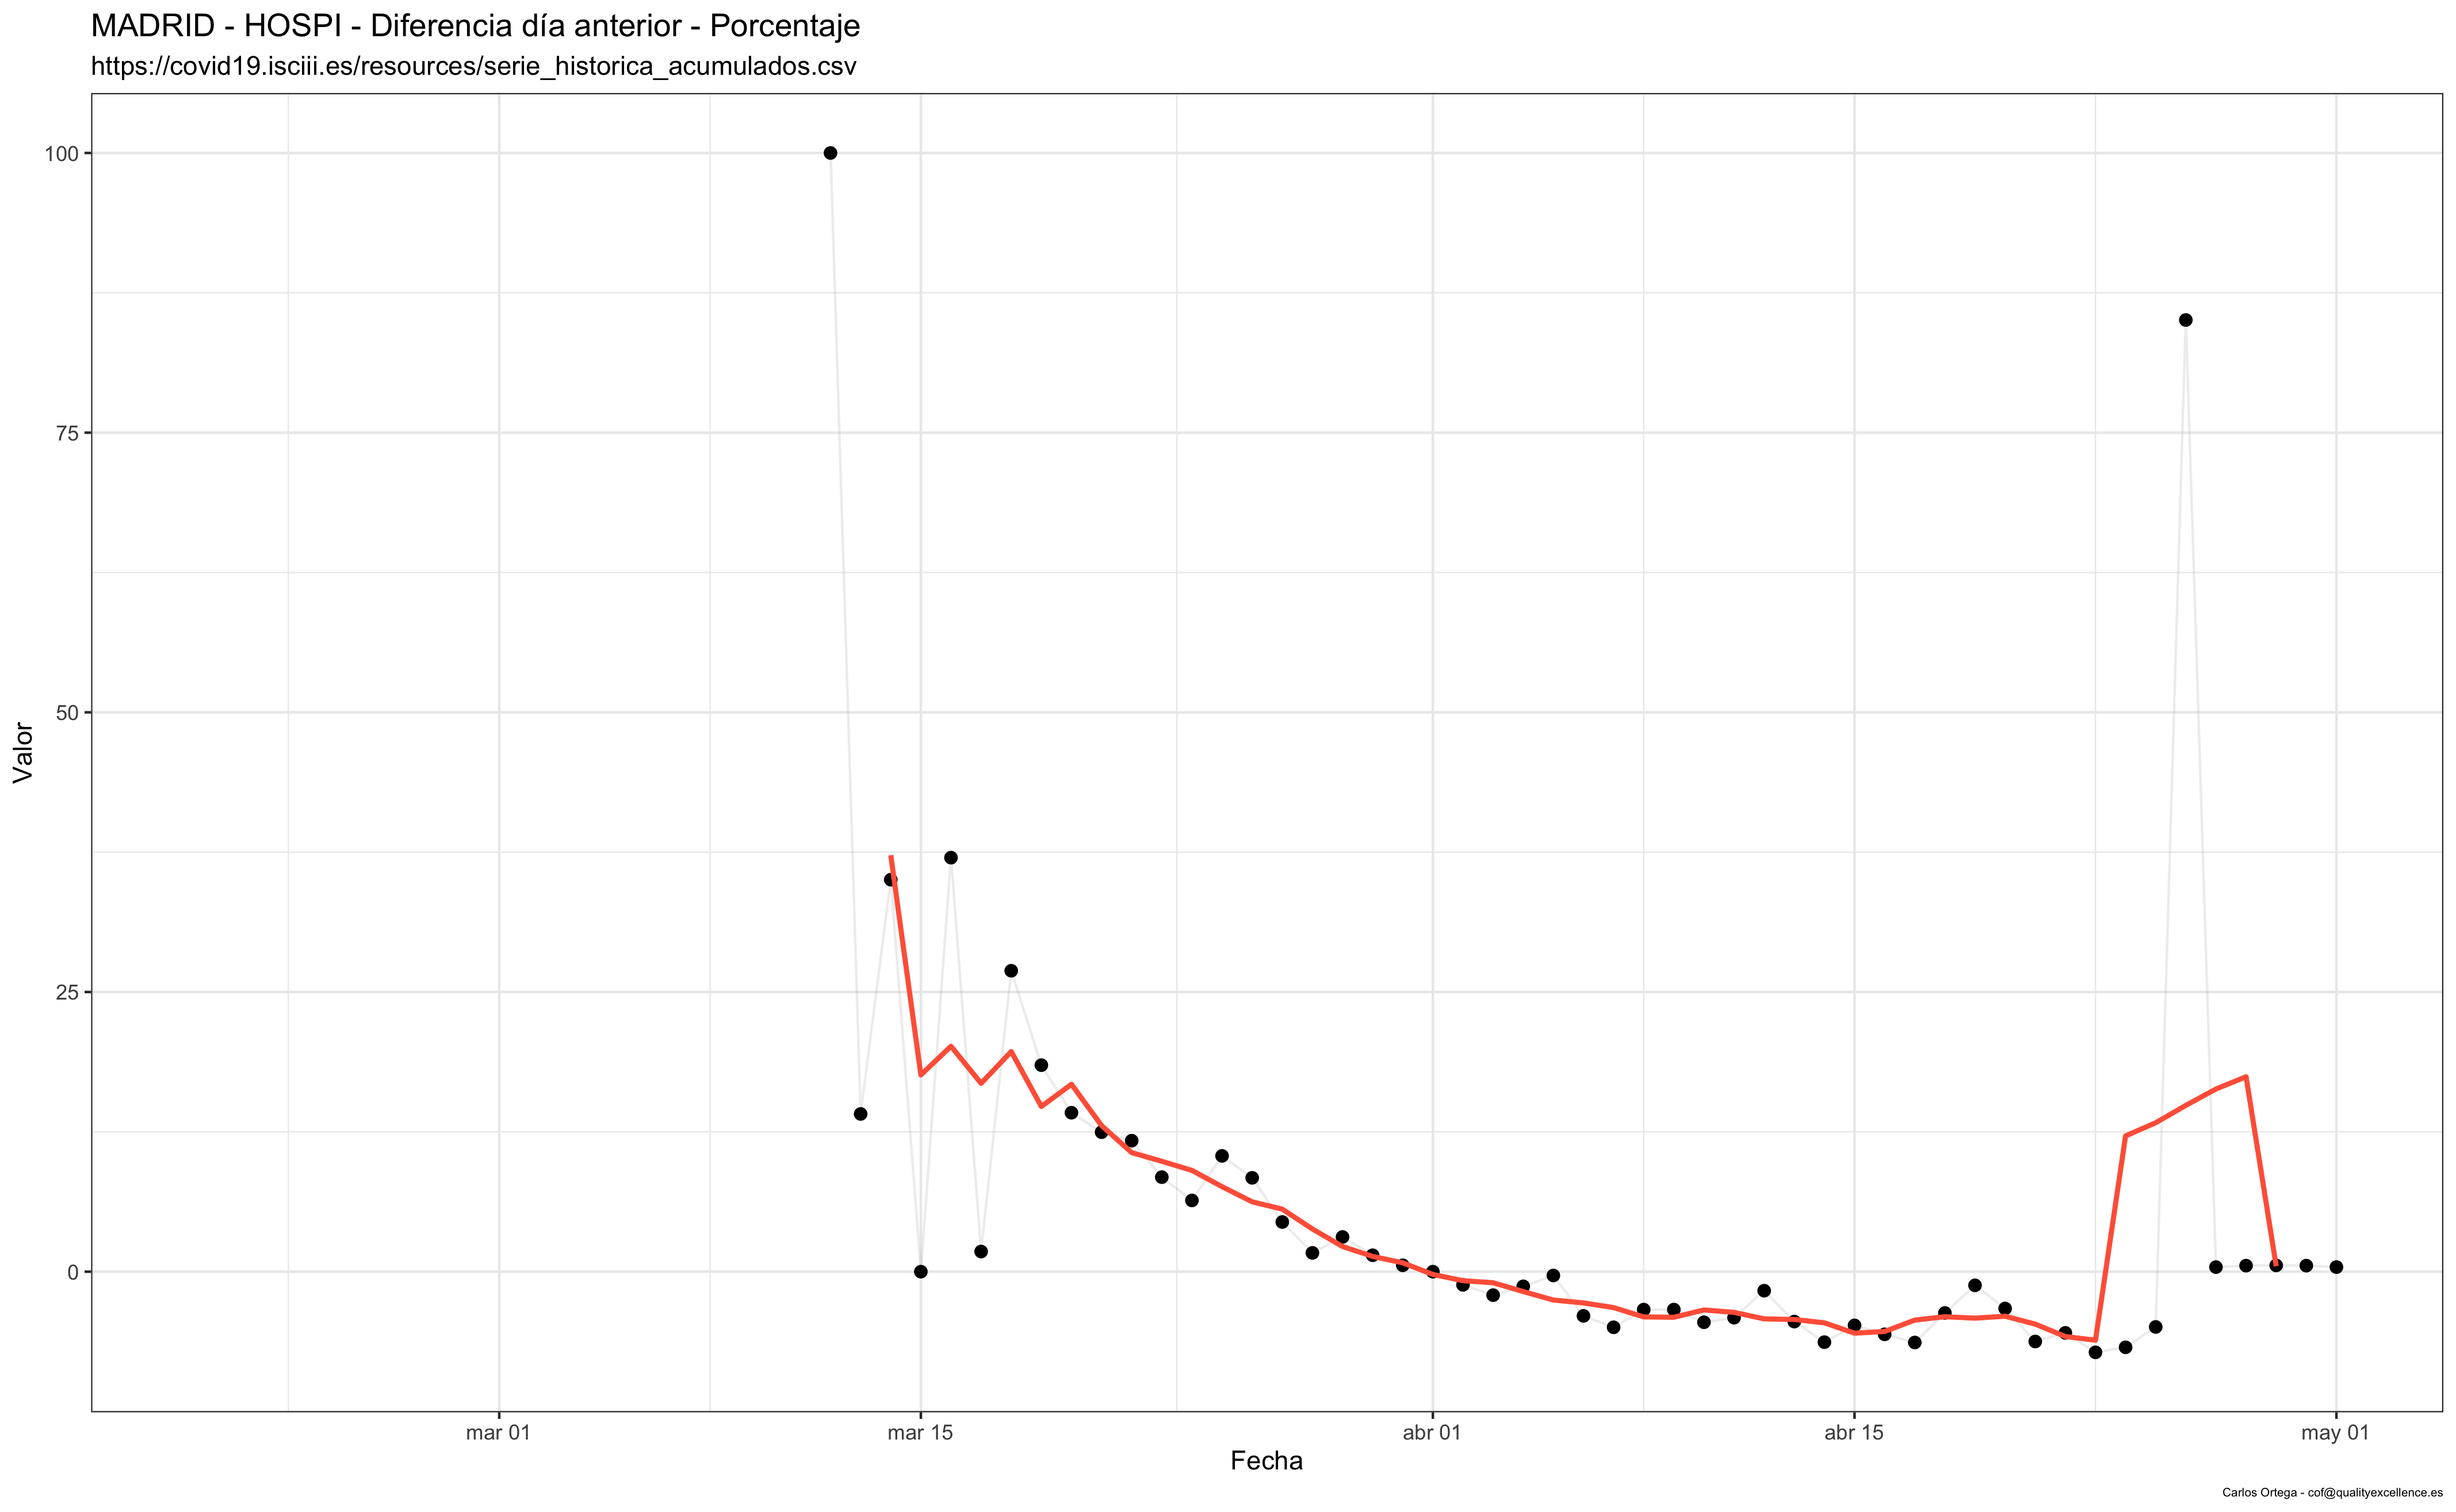 MADRID - HOSPI - Diferencia día anterior - Porcentaje
https://covid19.isciii.es/resources/serie_historica_acumulados.csv
Valor
100
75
50
25
0
mar 01
mar 15
abr 01
abr 15
may 01
Fecha
Carlos Ortega - cof@qualityexcellence.es